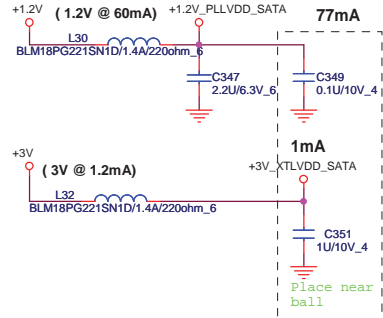 +1.2V
( 1.2V @ 60mA)
+1.2V_PLLVDD_SATA
77mA
L30
BLM18PG221SN1D/1.4A/220ohm_6
C347
2.2U/6.3V_6
C349
0.1U/10V_4
1mA
+3V
( 3V @ 1.2mA)
+3V_XTLVDD_SATA
L32
BLM18PG221SN1D/1.4A/220ohm_6
C351
1U/10V_4
Place near
ball